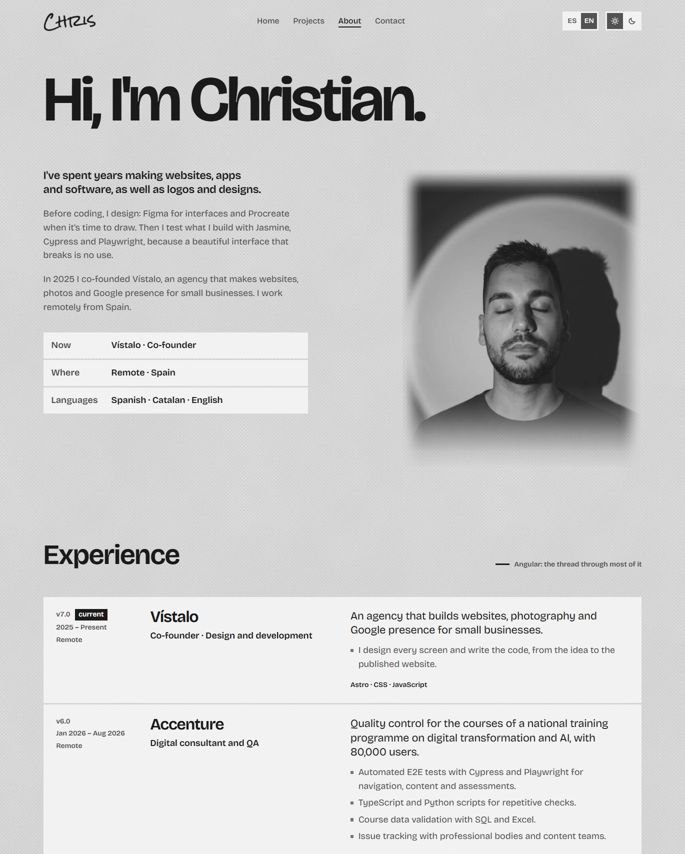 CHRIS
Home Projects About Contact
ES EN
Hi, I'm Christian.
I've spent years making websites, apps
and software, as well as logos and designs.
Before coding, I design: Figma for interfaces and Procreate
when it's time to draw. Then I test what I build with Jasmine,
Cypress and Playwright, because a beautiful interface that
breaks is no use.
In 2025 I co-founded Vístalo, an agency that makes websites,
photos and Google presence for small businesses. I work
remotely from Spain.
Now Vístalo · Co-founder
Where Remote · Spain
Languages Spanish · Catalan · English
Experience
Angular: the thread through most of it
v7.0 current
2025 – Present
Remote
Vístalo
Co-founder · Design and development
An agency that builds websites, photography and
Google presence for small businesses.
I design every screen and write the code, from the idea to the
published website.
Astro · CSS · JavaScript
v6.0
Jan 2026 – Aug 2026
Remote
Accenture
Digital consultant and QA
Quality control for the courses of a national training
programme on digital transformation and AI, with
80,000 users.
Automated E2E tests with Cypress and Playwright for
navigation, content and assessments.
TypeScript and Python scripts for repetitive checks.
Course data validation with SQL and Excel.
Issue tracking with professional bodies and content teams.